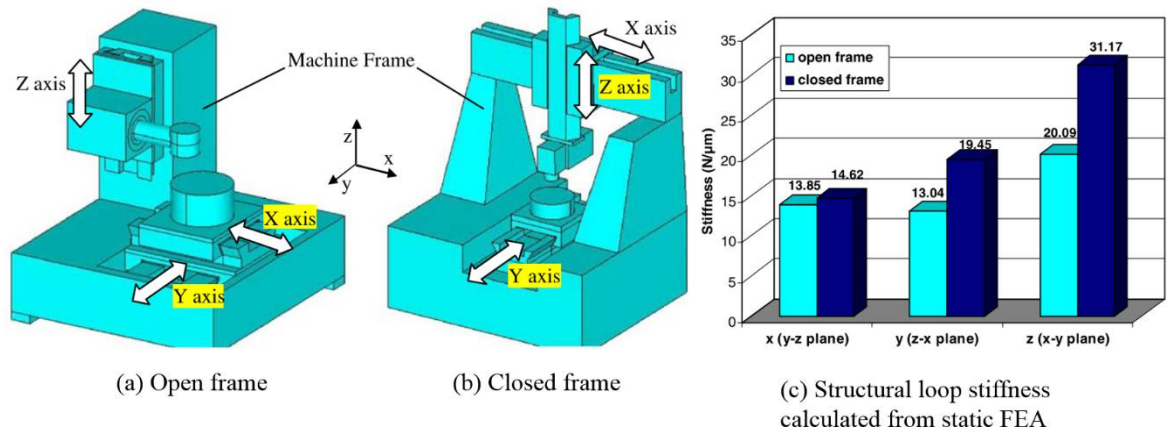 Z axis
Machine Frame
X axis
Z axis
z
x
y
X axis
Y axis
Y axis
(a) Open frame
(b) Closed frame
Stiffness (N/μm)
35
30
25
20
15
10
5
0
open frame
closed frame
13.85
14.62
13.04
19.45
20.09
31.17
x (y-z plane)
y (z-x plane)
z (x-y plane)
(c) Structural loop stiffness
calculated from static FEA